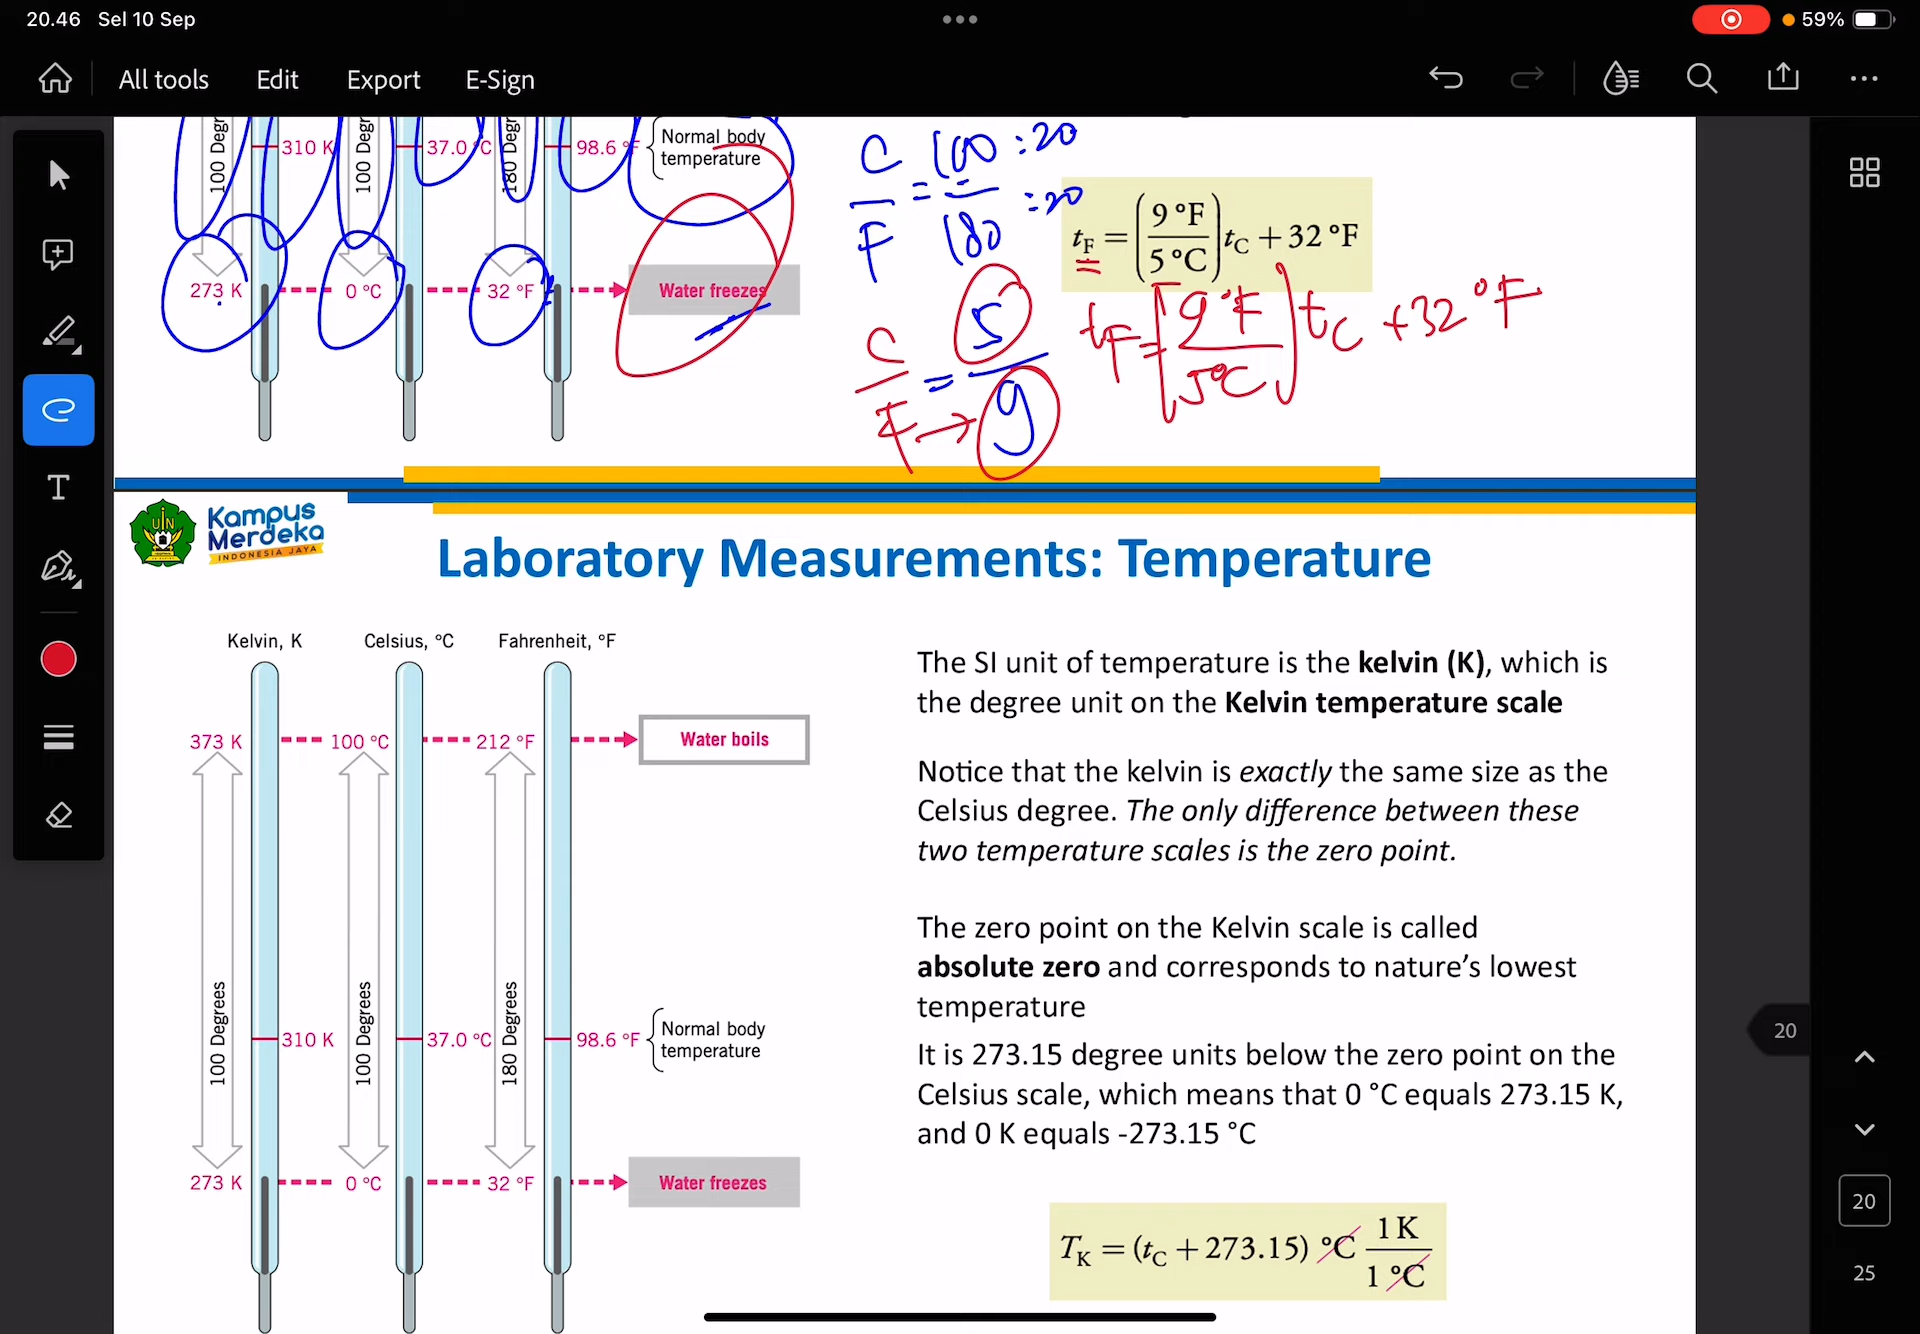 20.46 Sel 10 Sep
59%
All tools Edit Export E-Sign
100 Degr 310 K 100 Degr 37.0 °C 180 Degr 98.6 °F Normal body
temperature
C/F = 100/180 :20 :20
t_F = (9 °F / 5 °C) t_C + 32 °F
273 K 0 °C 32 °F Water freezes
C/F = 5/9
F → 9
t_F = [9 °F / 5 °C] t_C + 32 °F
UIN
Kampus
Merdeka
INDONESIA JAYA
Laboratory Measurements: Temperature
Kelvin, K Celsius, °C Fahrenheit, °F
373 K 100 °C 212 °F Water boils
100 Degrees 100 Degrees 180 Degrees
310 K 37.0 °C 98.6 °F Normal body
temperature
273 K 0 °C 32 °F Water freezes
The SI unit of temperature is the kelvin (K), which is
the degree unit on the Kelvin temperature scale
Notice that the kelvin is exactly the same size as the
Celsius degree. The only difference between these
two temperature scales is the zero point.
The zero point on the Kelvin scale is called
absolute zero and corresponds to nature’s lowest
temperature
It is 273.15 degree units below the zero point on the
Celsius scale, which means that 0 °C equals 273.15 K,
and 0 K equals -273.15 °C
T_K = (t_C + 273.15) °C 1 K / 1 °C
20
20
25
T